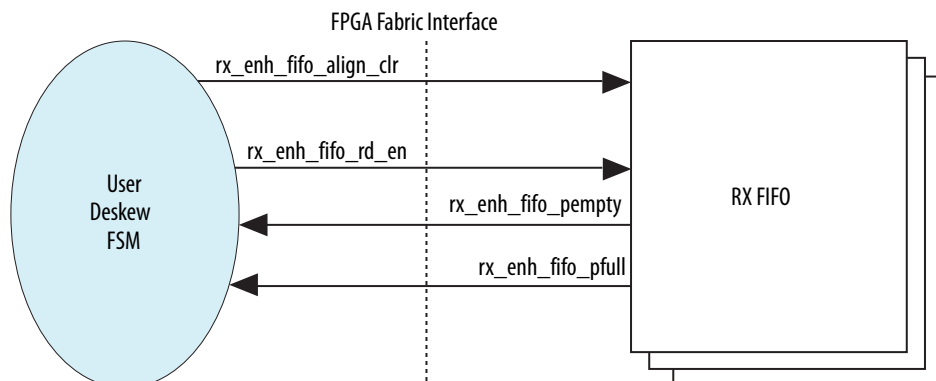 FPGA Fabric Interface
rx_enh_fifo_align_clr
rx_enh_fifo_rd_en
User
Deskew
FSM
rx_enh_fifo_pempty
RX FIFO
rx_enh_fifo_pfull